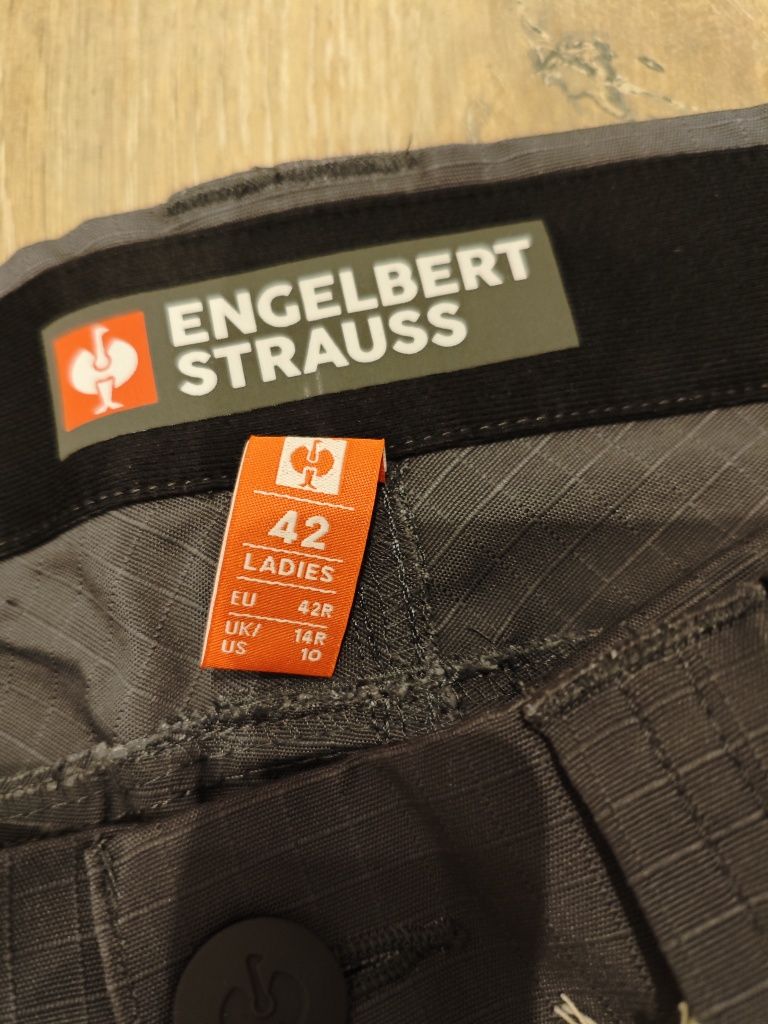 ENGELBERT
STRAUSS
42
LADIES
EU 42R
UK/ 14R
US 10